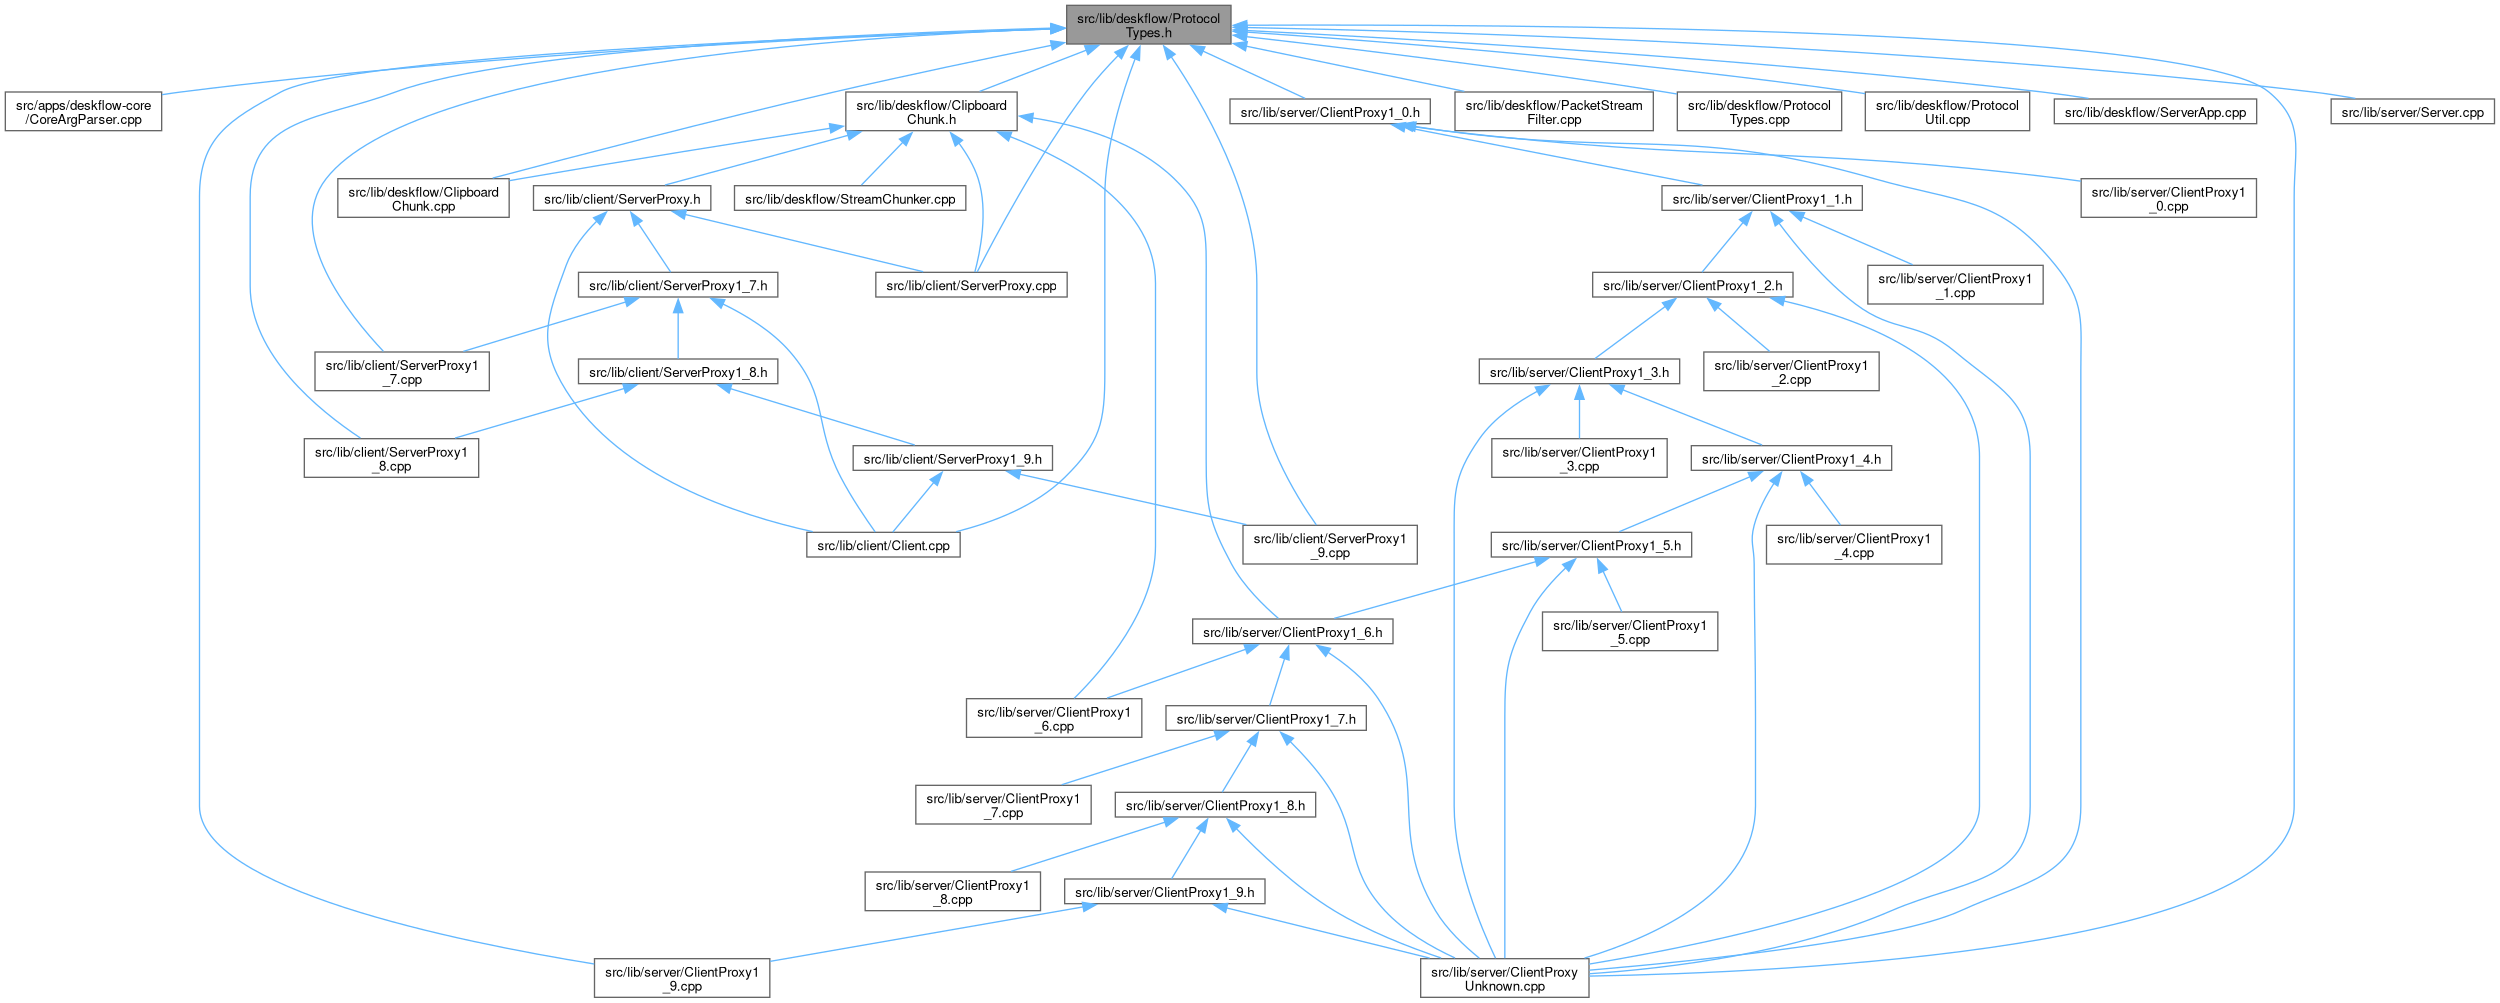 src/lib/deskflow/Protocol
Types.h
src/apps/deskflow-core
/CoreArgParser.cpp
src/lib/deskflow/Clipboard
Chunk.h
src/lib/server/ClientProxy1_0.h
src/lib/deskflow/PacketStream
Filter.cpp
src/lib/deskflow/Protocol
Types.cpp
src/lib/deskflow/Protocol
Util.cpp
src/lib/deskflow/ServerApp.cpp
src/lib/server/Server.cpp
src/lib/deskflow/Clipboard
Chunk.cpp
src/lib/client/ServerProxy.h
src/lib/deskflow/StreamChunker.cpp
src/lib/server/ClientProxy1_1.h
src/lib/server/ClientProxy1
_0.cpp
src/lib/client/ServerProxy1_7.h
src/lib/client/ServerProxy.cpp
src/lib/server/ClientProxy1_2.h
src/lib/server/ClientProxy1
_1.cpp
src/lib/client/ServerProxy1
_7.cpp
src/lib/client/ServerProxy1_8.h
src/lib/server/ClientProxy1_3.h
src/lib/server/ClientProxy1
_2.cpp
src/lib/client/ServerProxy1
_8.cpp
src/lib/client/ServerProxy1_9.h
src/lib/server/ClientProxy1
_3.cpp
src/lib/server/ClientProxy1_4.h
src/lib/client/Client.cpp
src/lib/client/ServerProxy1
_9.cpp
src/lib/server/ClientProxy1_5.h
src/lib/server/ClientProxy1
_4.cpp
src/lib/server/ClientProxy1_6.h
src/lib/server/ClientProxy1
_5.cpp
src/lib/server/ClientProxy1
_6.cpp
src/lib/server/ClientProxy1_7.h
src/lib/server/ClientProxy1
_7.cpp
src/lib/server/ClientProxy1_8.h
src/lib/server/ClientProxy1
_8.cpp
src/lib/server/ClientProxy1_9.h
src/lib/server/ClientProxy1
_9.cpp
src/lib/server/ClientProxy
Unknown.cpp